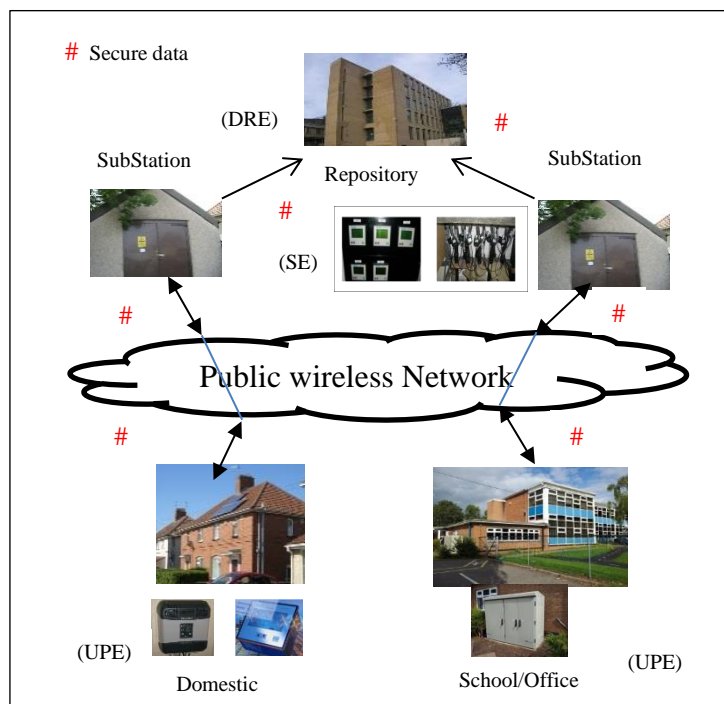 # Secure data
(DRE)
#
SubStation
SubStation
Repository
#
(SE)
#
#
Public wireless Network
#
#
(UPE)
(UPE)
Domestic
School/Office